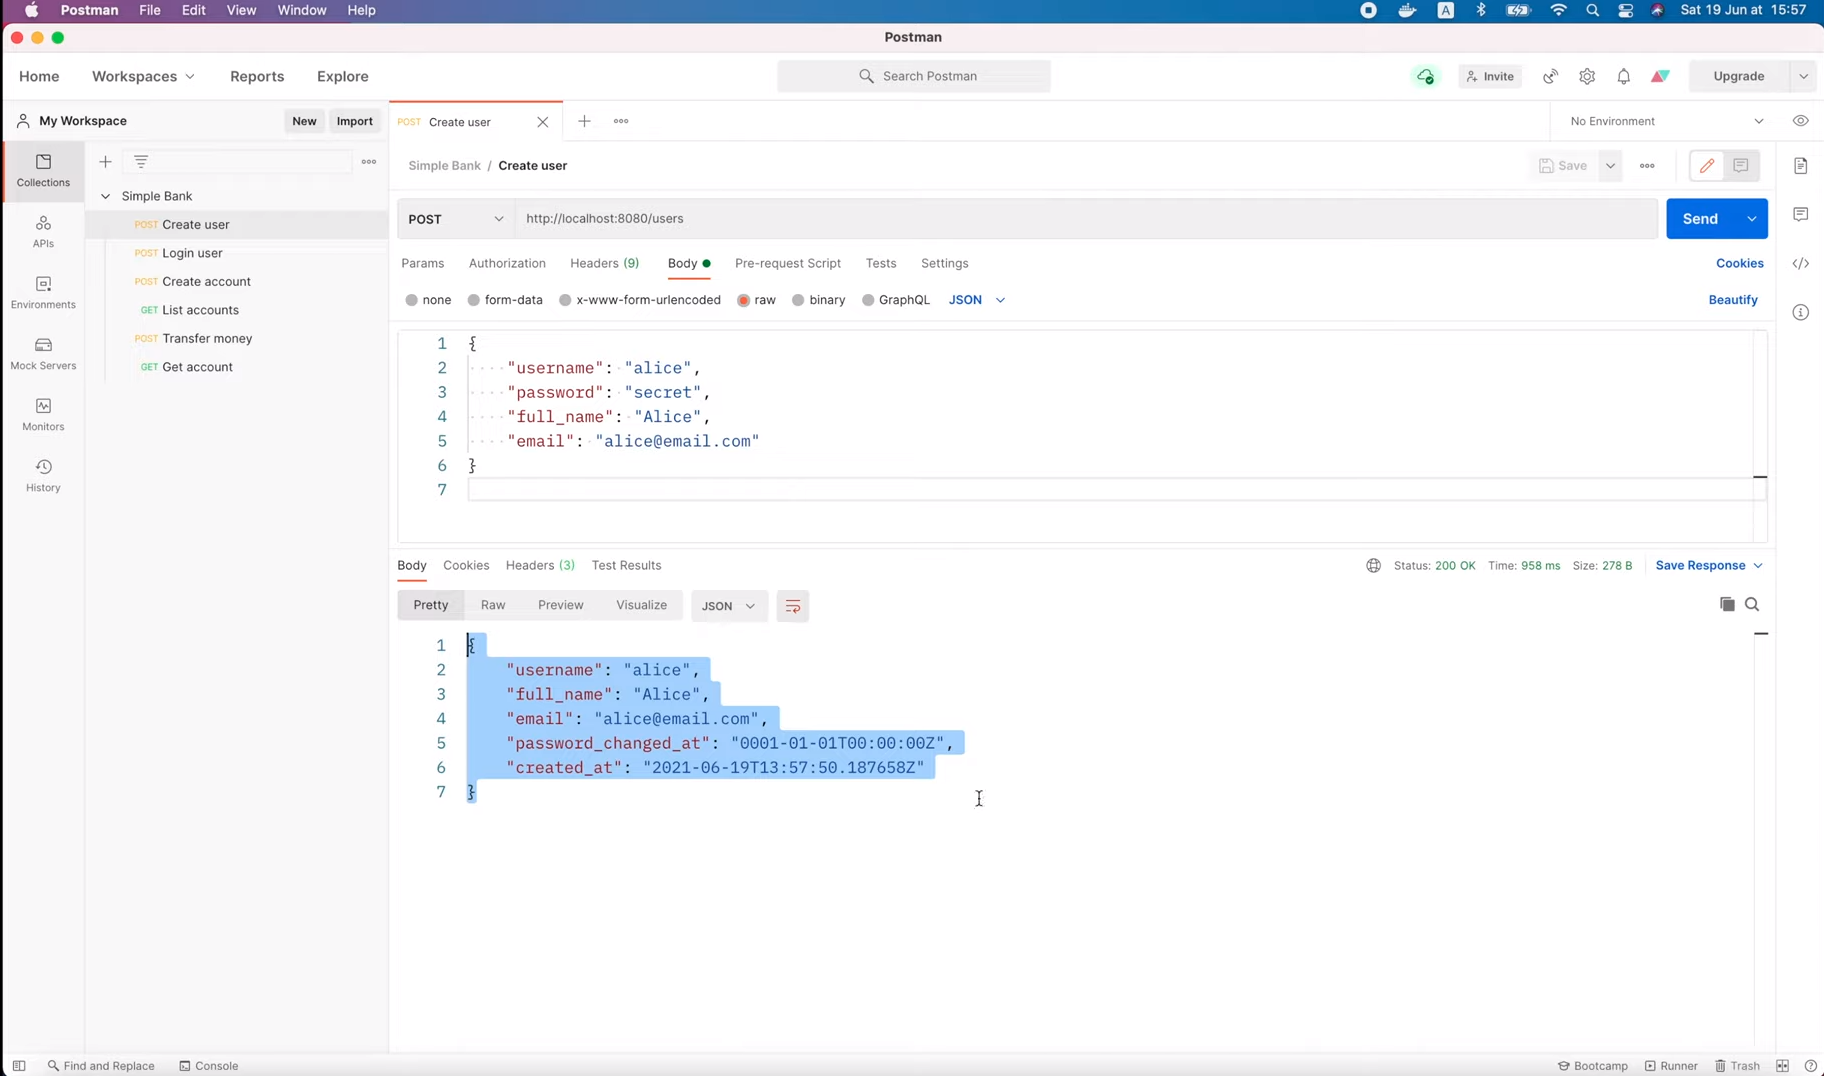 Postman File Edit View Window Help
A Sat 19 Jun at 15:57
Postman
Home Workspaces Reports Explore
Search Postman
Invite
Upgrade
My Workspace
New Import
POST Create user
No Environment
Collections
Simple Bank / Create user
Save
Simple Bank
POST Create user
POST Login user
POST Create account
GET List accounts
POST Transfer money
GET Get account
APIs
Environments
Mock Servers
Monitors
History
POST http://localhost:8080/users
Send
Params Authorization Headers (9) Body Pre-request Script Tests Settings
Cookies
none form-data x-www-form-urlencoded raw binary GraphQL JSON
Beautify
1 {
2 "username": "alice",
3 "password": "secret",
4 "full_name": "Alice",
5 "email": "alice@email.com"
6 }
7
Body Cookies Headers (3) Test Results
Status: 200 OK Time: 958 ms Size: 278 B Save Response
Pretty Raw Preview Visualize JSON
1 {
2 "username": "alice",
3 "full_name": "Alice",
4 "email": "alice@email.com",
5 "password_changed_at": "0001-01-01T00:00:00Z",
6 "created_at": "2021-06-19T13:57:50.187658Z"
7 }
Find and Replace Console
Bootcamp Runner Trash